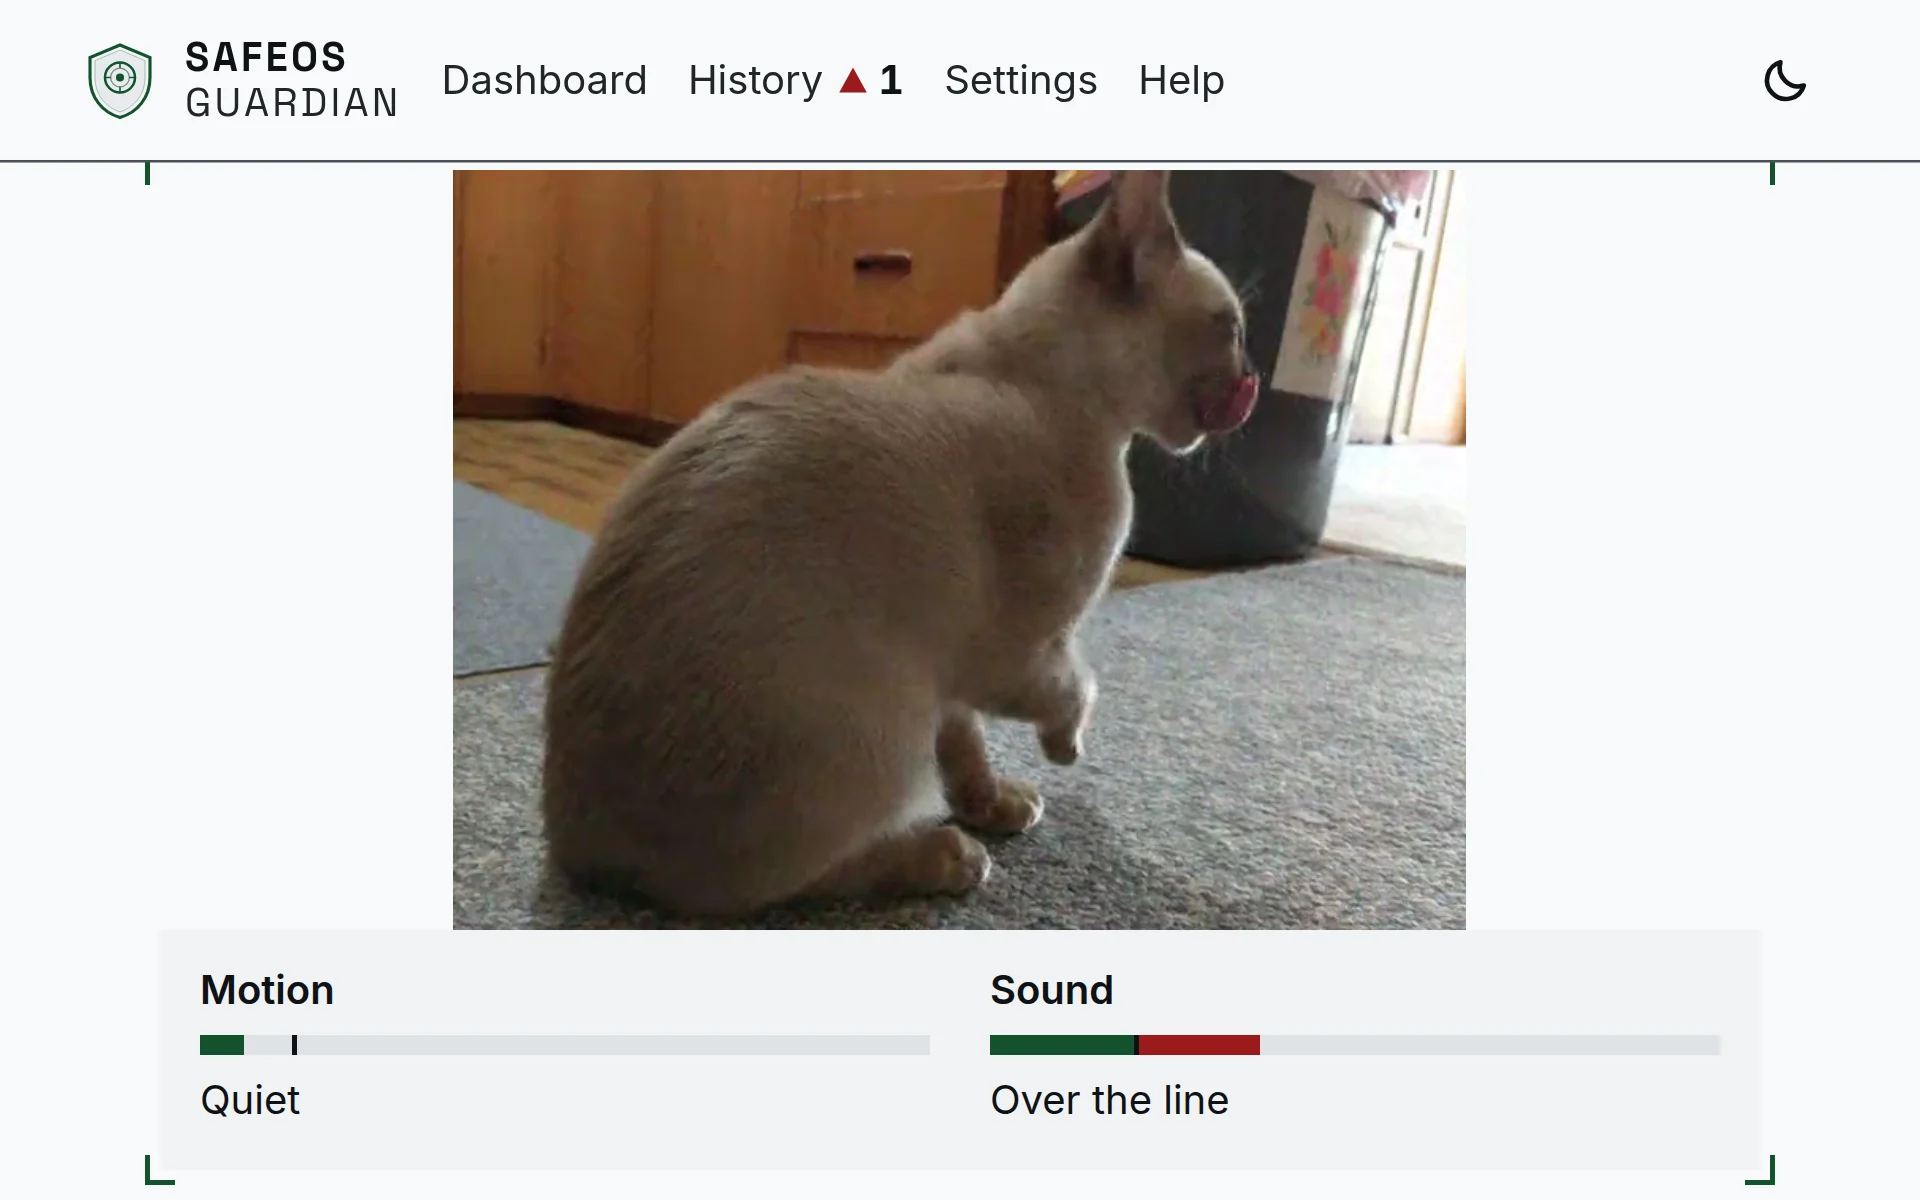 SAFEOS
GUARDIAN
Dashboard
History ▲ 1
Settings
Help
Motion
Quiet
Sound
Over the line